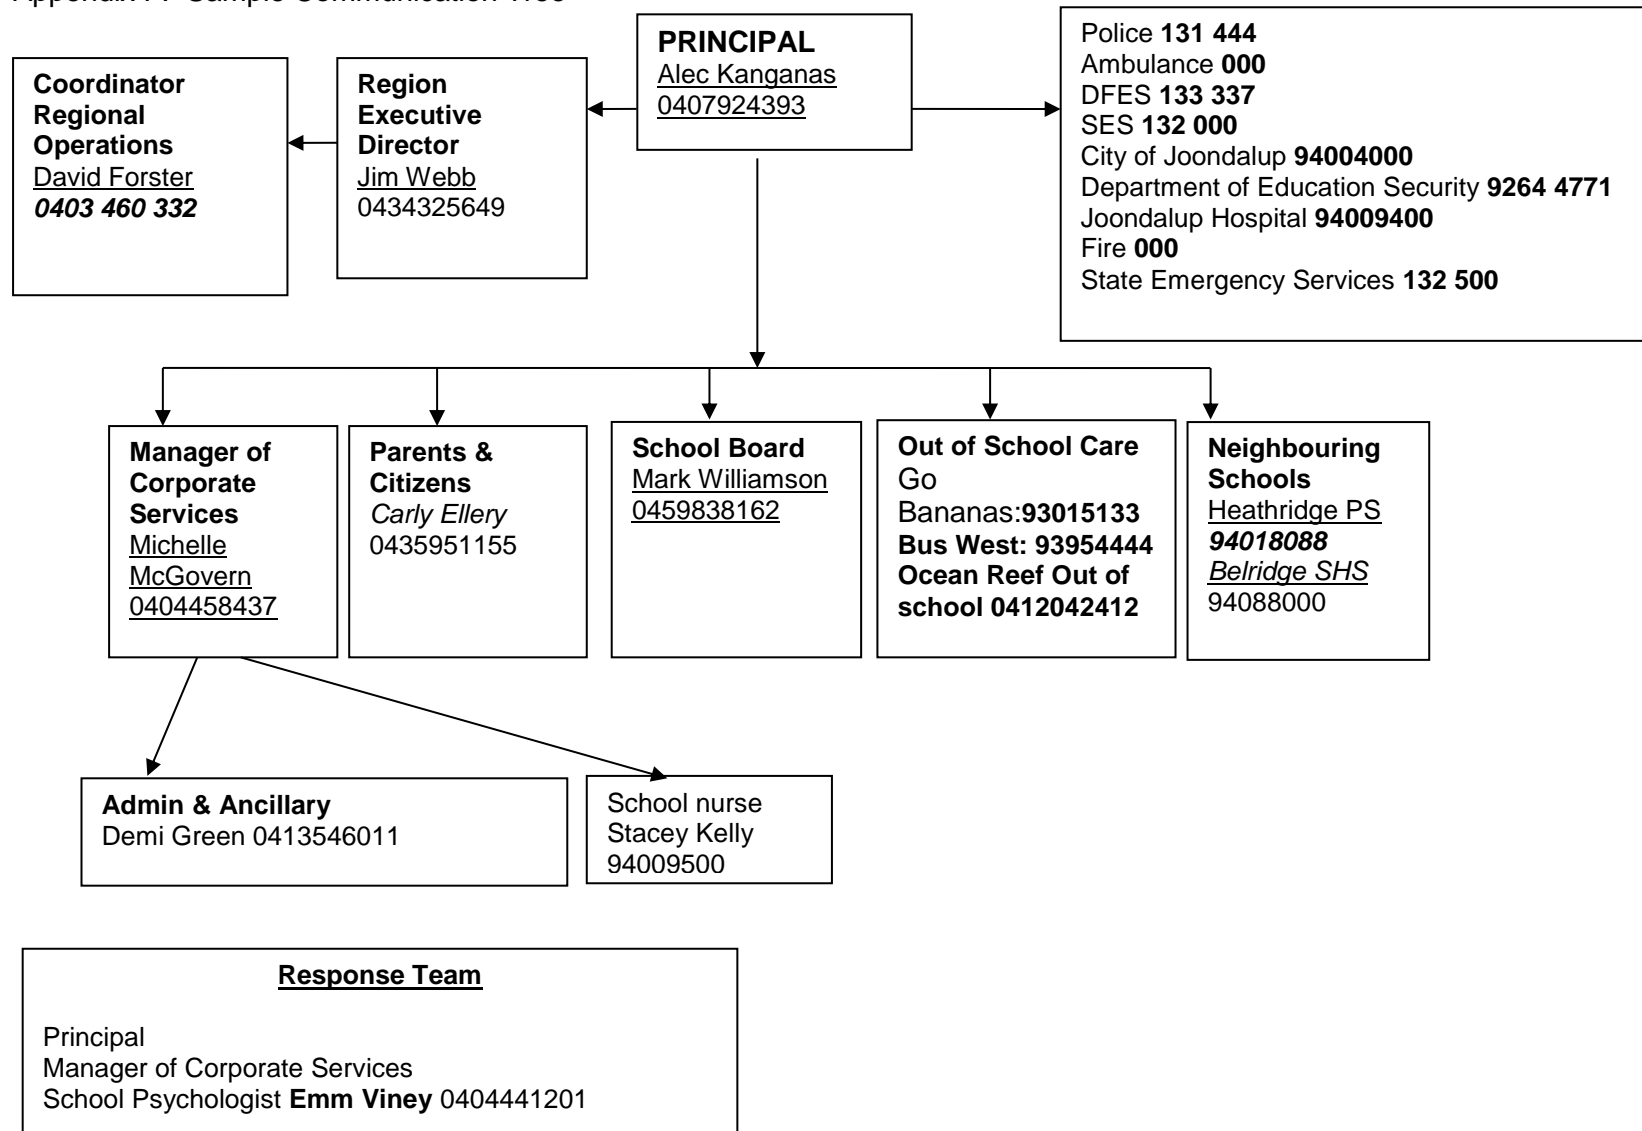 PRINCIPAL
Alec Kanganas
0407924393
Police 131 444
Ambulance 000
DFES 133 337
SES 132 000
City of Joondalup 94004000
Department of Education Security 9264 4771
Joondalup Hospital 94009400
Fire 000
State Emergency Services 132 500
Coordinator
Regional
Operations
David Forster
0403 460 332
Region
Executive
Director
Jim Webb
0434325649
Manager of
Corporate
Services
Michelle
McGovern
0404458437
Parents &
Citizens
Carly Ellery
0435951155
School Board
Mark Williamson
0459838162
Out of School Care
Go
Bananas:93015133
Bus West: 93954444
Ocean Reef Out of
school 0412042412
Neighbouring
Schools
Heathridge PS
94018088
Belridge SHS
94088000
Admin & Ancillary
Demi Green 0413546011
School nurse
Stacey Kelly
94009500
Response Team
Principal
Manager of Corporate Services
School Psychologist Emm Viney 0404441201